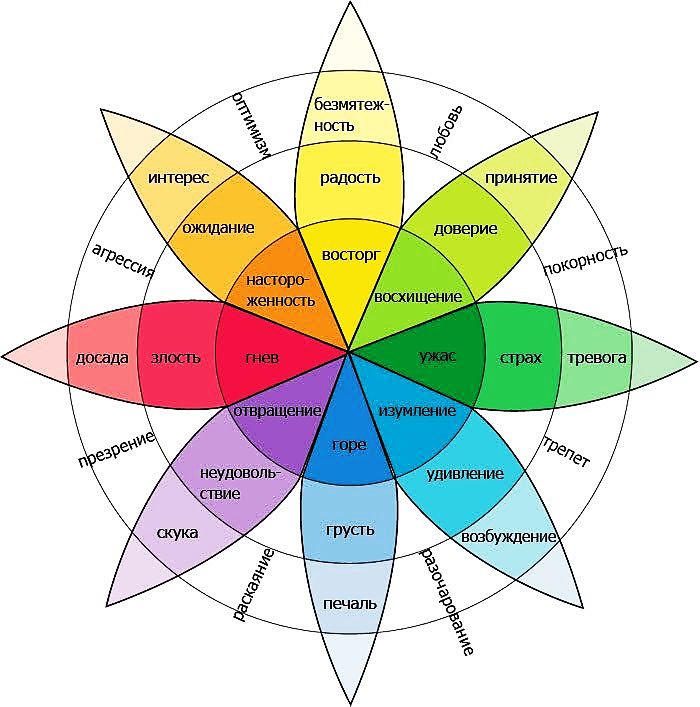 безмятеж-
ность
оптимизм
любовь
интерес
радость
принятие
ожидание
доверие
агрессия
восторг
покорность
насторо-
женность
восхищение
досада
злость
гнев
ужас
страх
тревога
отвращение
изумление
презрение
горе
трепет
неудоволь-
ствие
удивление
скука
грусть
возбуждение
раскаяние
печаль
разочарование